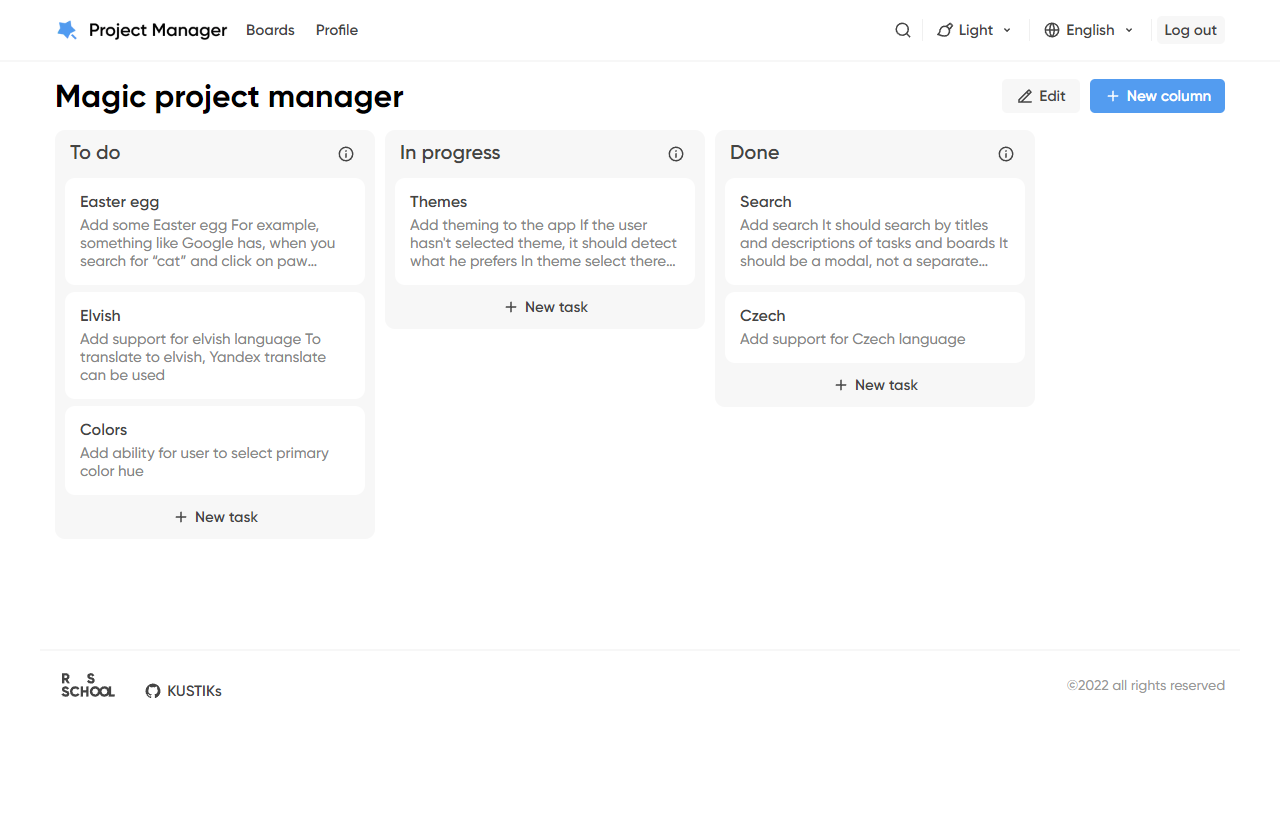 Project Manager Boards Profile Light English Log out
Magic project manager Edit + New column
To do
Easter egg
Add some Easter egg For example,
something like Google has, when you
search for “cat” and click on paw...
Elvish
Add support for elvish language To
translate to elvish, Yandex translate
can be used
Colors
Add ability for user to select primary
color hue
+ New task
In progress
Themes
Add theming to the app If the user
hasn't selected theme, it should detect
what he prefers In theme select there...
+ New task
Done
Search
Add search It should search by titles
and descriptions of tasks and boards It
should be a modal, not a separate...
Czech
Add support for Czech language
+ New task
R S
SCHOOL
KUSTIKs
©2022 all rights reserved